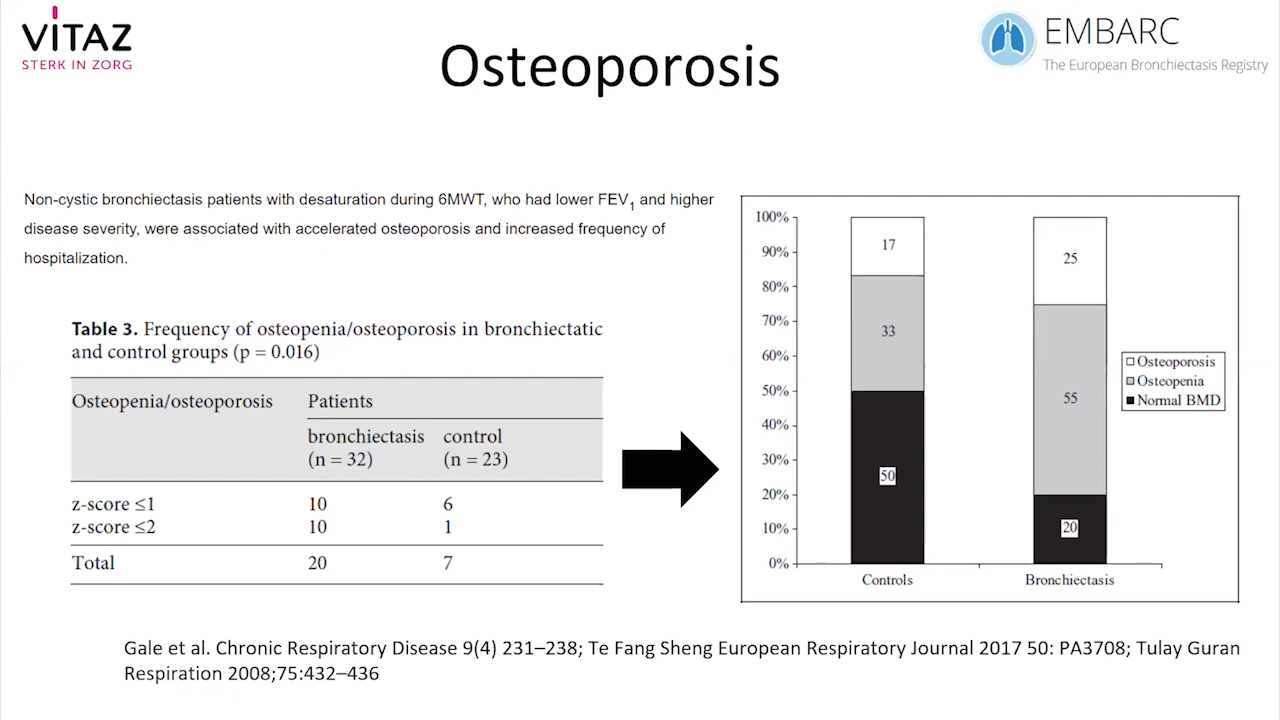 VITAZ
STERK IN ZORG
Osteoporosis
EMBARC
The European Bronchiectasis Registry
Non-cystic bronchiectasis patients with desaturation during 6MWT, who had lower FEV1 and higher
disease severity, were associated with accelerated osteoporosis and increased frequency of
hospitalization.
Table 3. Frequency of osteopenia/osteoporosis in bronchiectatic
and control groups (p = 0.016)
Osteopenia/osteoporosis Patients
bronchiectasis control
(n = 32) (n = 23)
z-score ≤1 10 6
z-score ≤2 10 1
Total 20 7
100%
90%
80%
70%
60%
50%
40%
30%
20%
10%
0%
17
33
50
25
55
20
Controls Bronchiectasis
Osteoporosis
Osteopenia
Normal BMD
Gale et al. Chronic Respiratory Disease 9(4) 231–238; Te Fang Sheng European Respiratory Journal 2017 50: PA3708; Tulay Guran
Respiration 2008;75:432–436